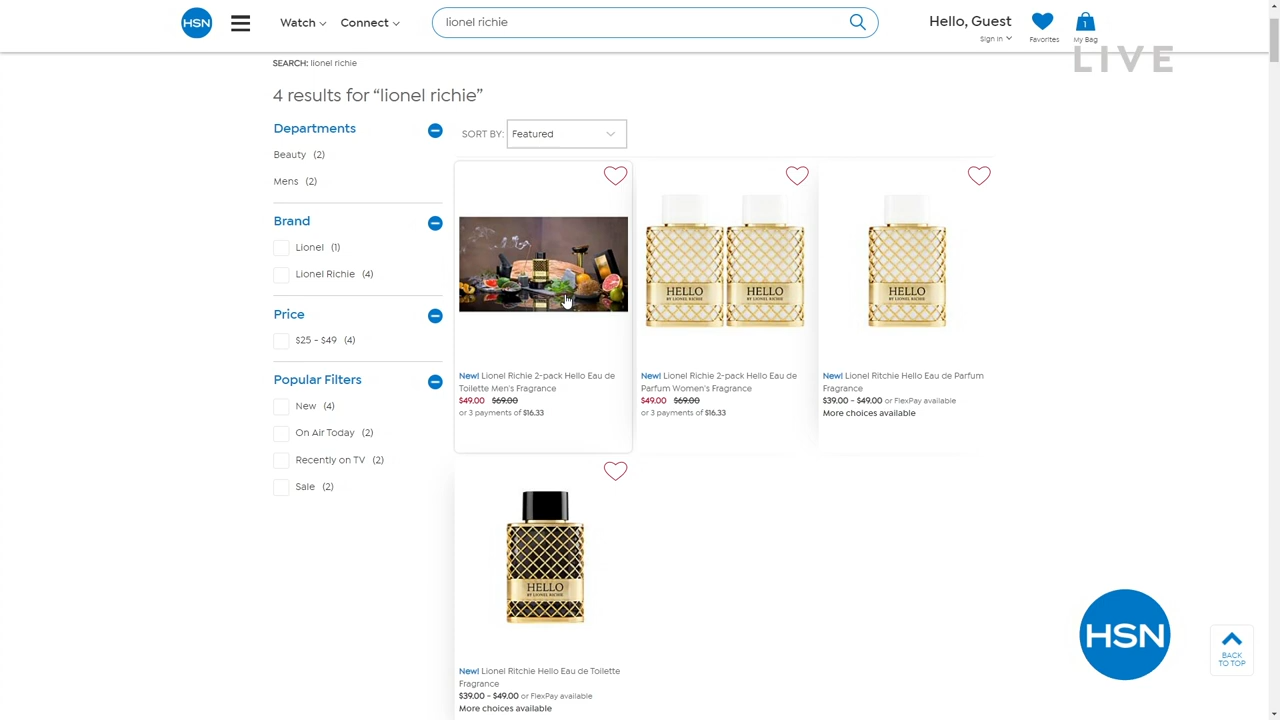 HSN
Watch
Connect
lionel richie
Hello, Guest
Sign In
Favorites
1
My Bag
LIVE
SEARCH: lionel richie
4 results for “lionel richie”
Departments
Beauty (2)
Mens (2)
Brand
Lionel (1)
Lionel Richie (4)
Price
$25 - $49 (4)
Popular Filters
New (4)
On Air Today (2)
Recently on TV (2)
Sale (2)
SORT BY: Featured
New! Lionel Richie 2-pack Hello Eau de
Toilette Men's Fragrance
$49.00 $69.00
or 3 payments of $16.33
HELLO
BY LIONEL RICHIE
HELLO
BY LIONEL RICHIE
New! Lionel Richie 2-pack Hello Eau de
Parfum Women's Fragrance
$49.00 $69.00
or 3 payments of $16.33
HELLO
BY LIONEL RICHIE
New! Lionel Ritchie Hello Eau de Parfum
Fragrance
$39.00 - $49.00 or FlexPay available
More choices available
HELLO
BY LIONEL RICHIE
New! Lionel Ritchie Hello Eau de Toilette
Fragrance
$39.00 - $49.00 or FlexPay available
More choices available
HSN
BACK
TO TOP